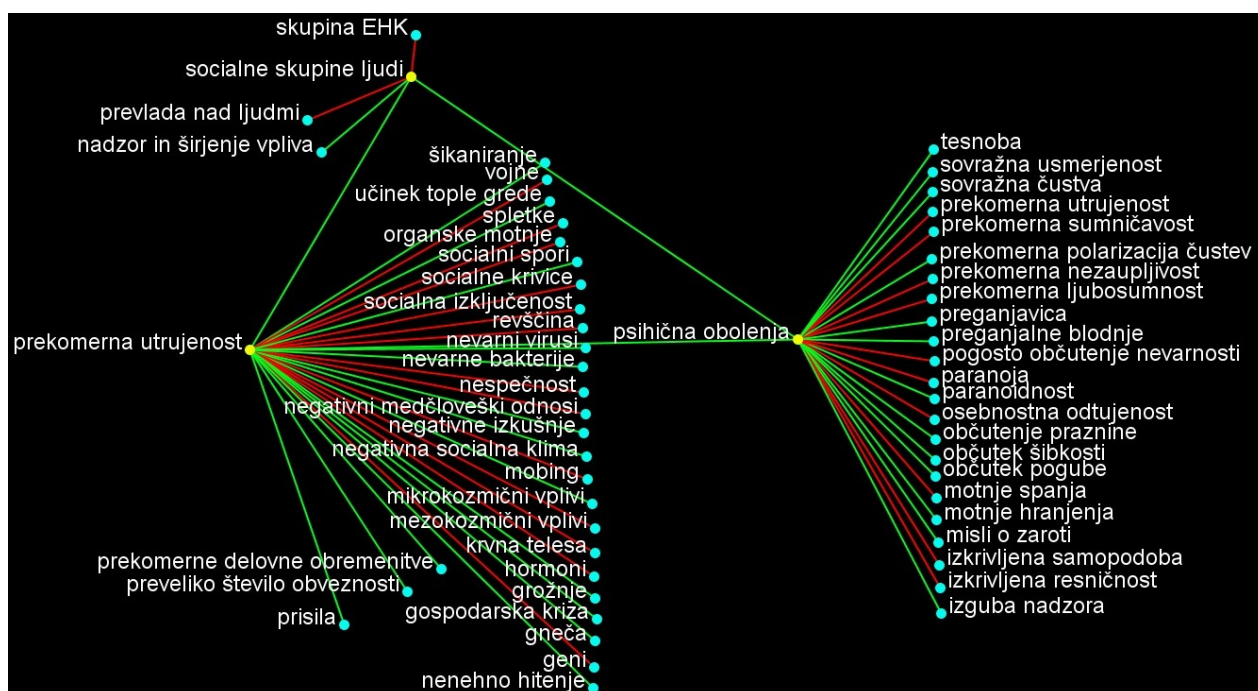 skupina EHK
socialne skupine ljudi
prevlada nad ljudmi
nadzor in širjenje vpliva
šikaniranje
vojne
učinek tople grede
spletke
organske motnje
socialni spori
socialne krivice
socialna izključenost
revščina
nevarni virusi
nevarne bakterije
nespečnost
negativni medčloveški odnosi
negativne izkušnje
negativna socialna klima
mobing
mikrokozmični vplivi
mezokozmični vplivi
krvna telesa
hormoni
grožnje
gospodarska kriza
gneča
geni
nenehno hitenje
prekomerna utrujenost
prekomerne delovne obremenitve
preveliko število obveznosti
prisila
psihična obolenja
tesnoba
sovražna usmerjenost
sovražna čustva
prekomerna utrujenost
prekomerna sumničavost
prekomerna polarizacija čustev
prekomerna nezaupljivost
prekomerna ljubosumnost
preganjavica
preganjalne blodnje
pogosto občutenje nevarnosti
paranoja
paranoidnost
osebnostna odtujenost
občutenje praznine
občutek šibkosti
občutek pogube
motnje spanja
motnje hranjenja
misli o zaroti
izkrivljena samopodoba
izkrivljena resničnost
izguba nadzora